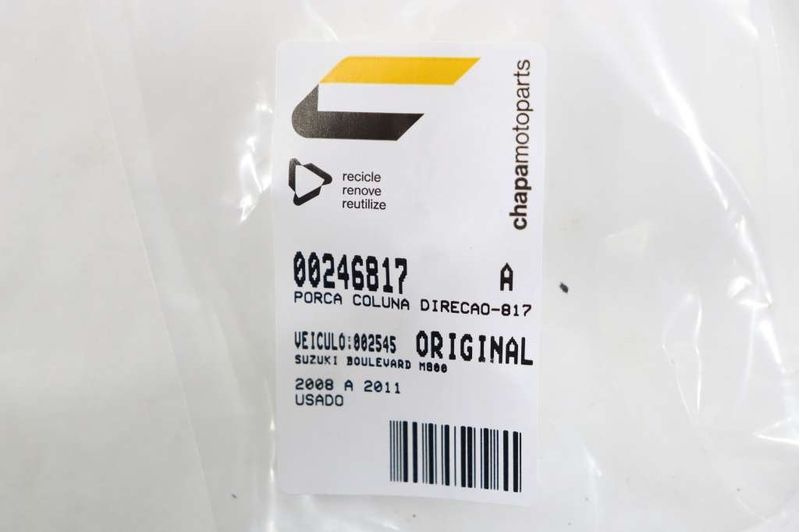 chapamotoparts
recicle
renove
reutilize
00246817 A
PORCA COLUNA DIRECAO-817
VEICULO:002545 ORIGINAL
SUZUKI BOULEVARD M800
2008 A 2011
USADO